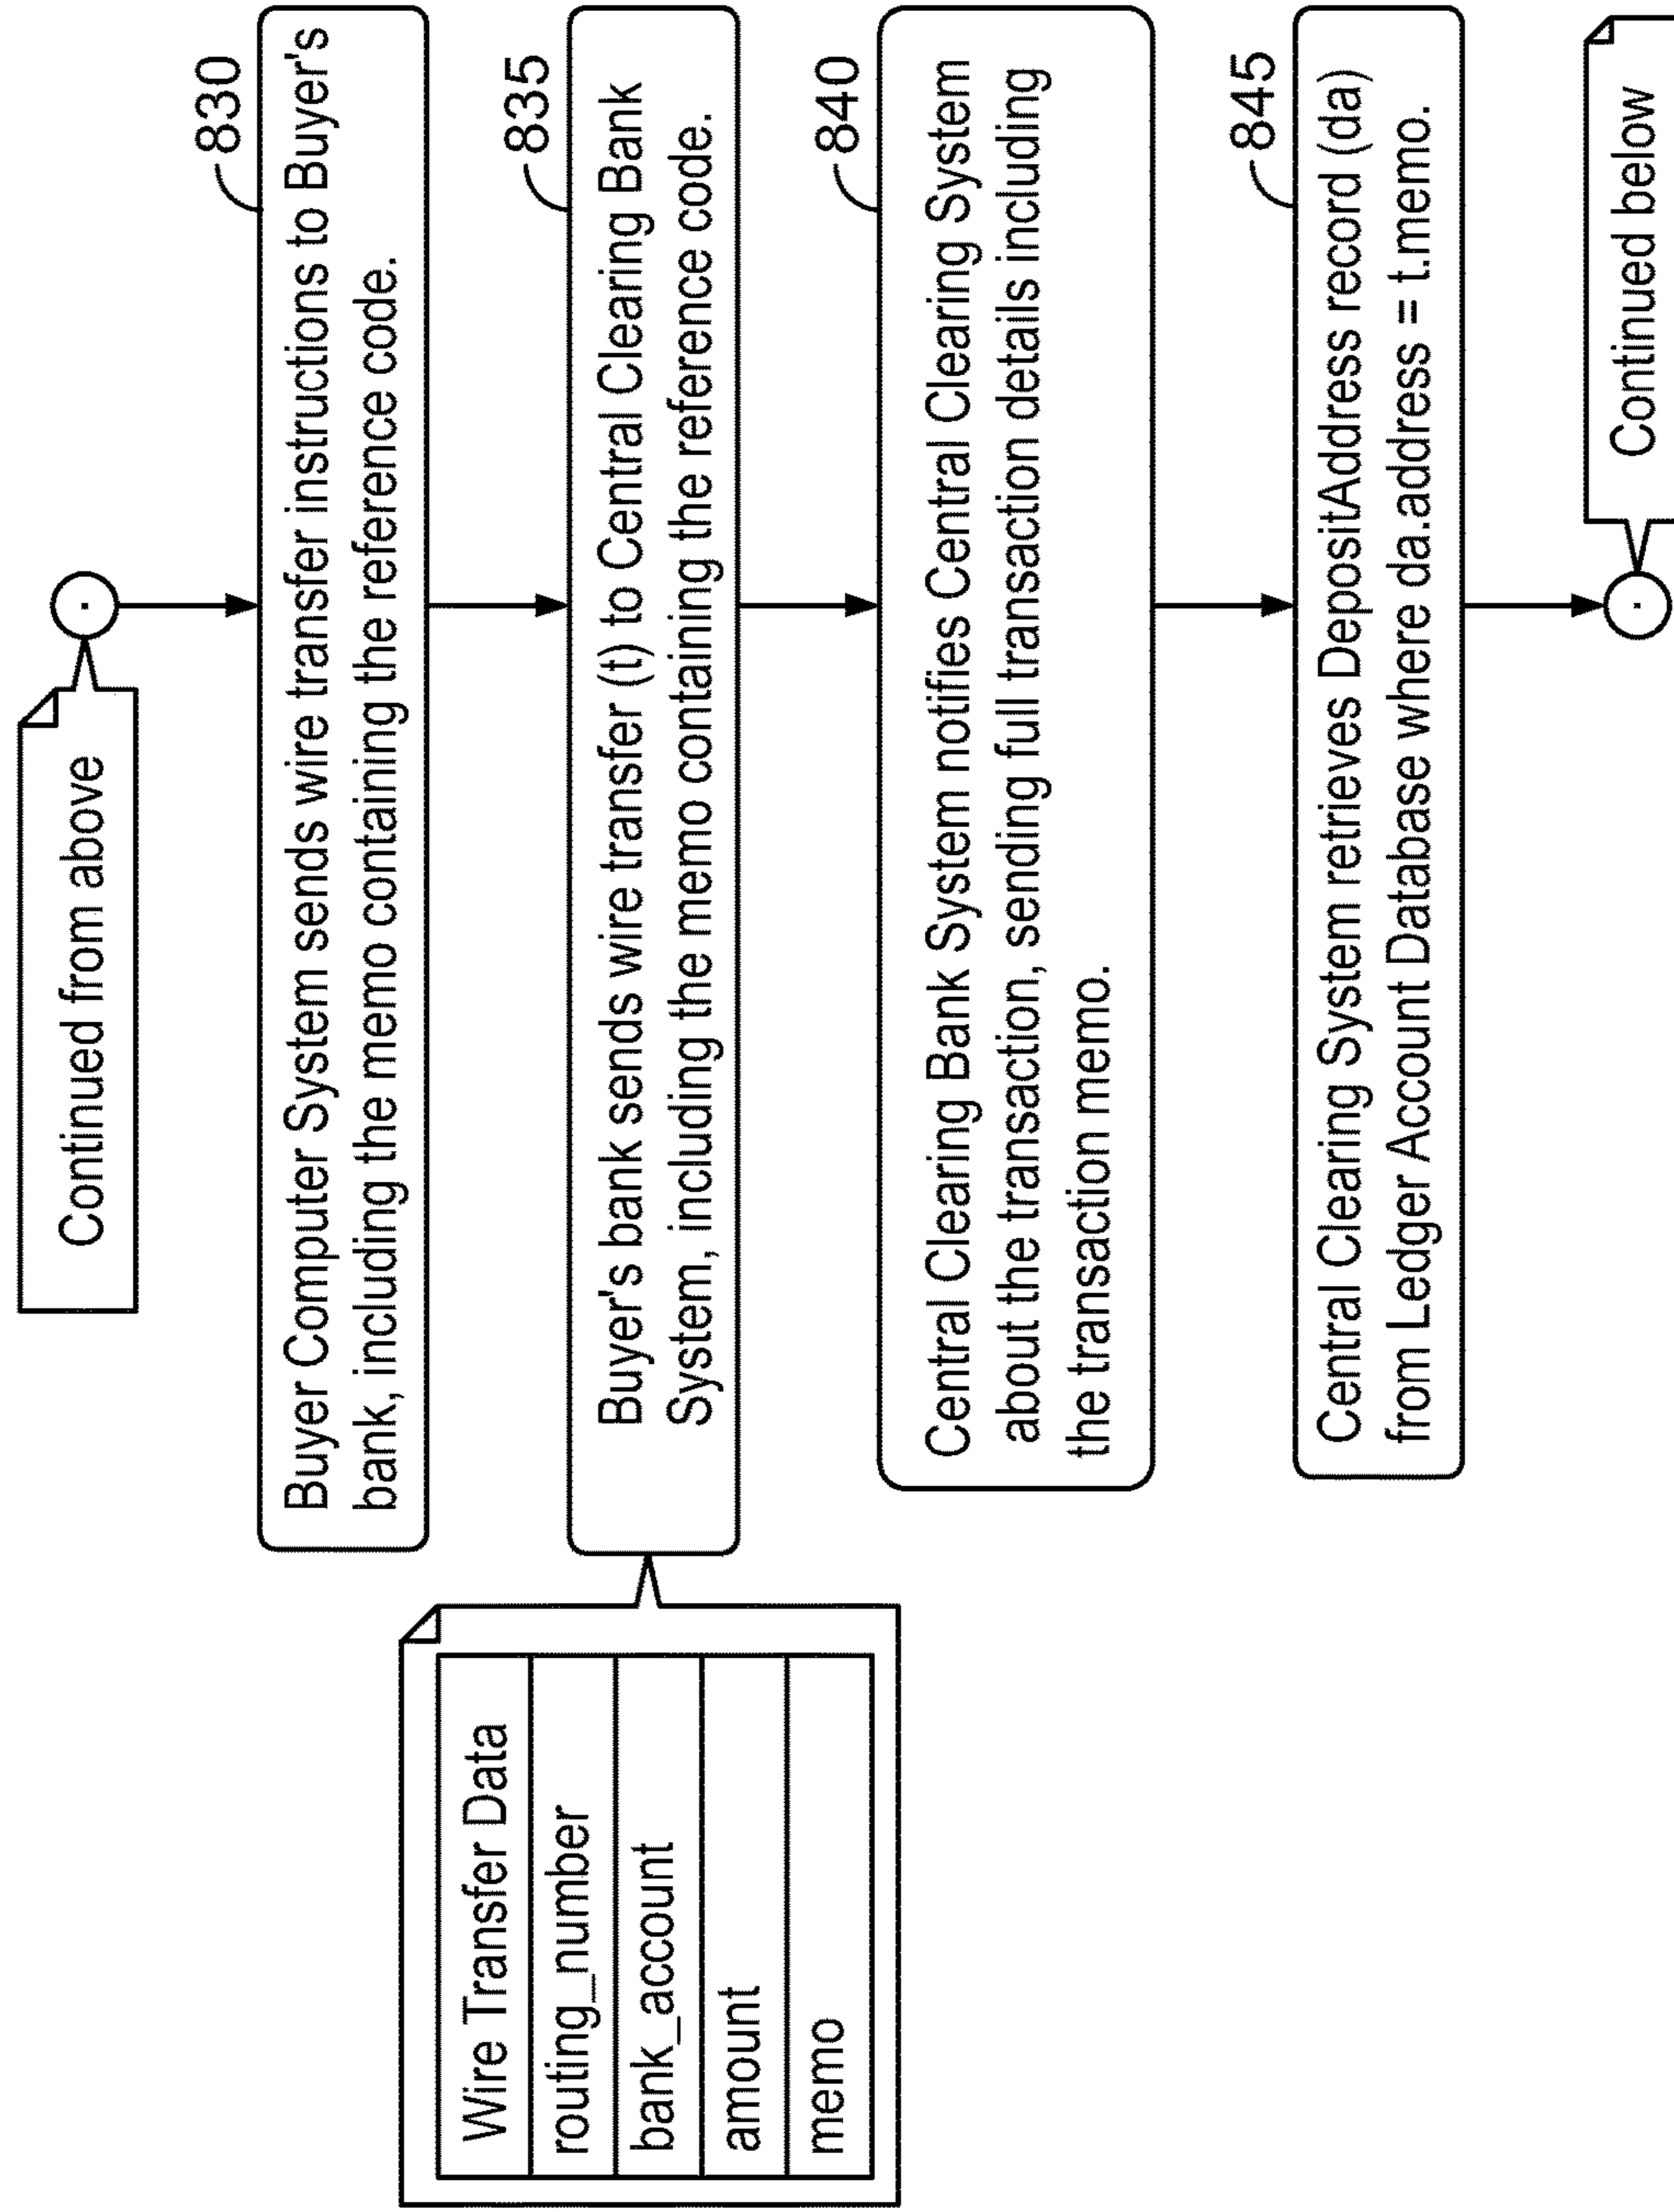 Continued from above
830
Buyer Computer System sends wire transfer instructions to Buyer's
bank, including the memo containing the reference code.
835
Buyer's bank sends wire transfer (t) to Central Clearing Bank
System, including the memo containing the reference code.
Wire Transfer Data
routing_number
bank_account
amount
memo
840
Central Clearing Bank System notifies Central Clearing System
about the transaction, sending full transaction details including
the transaction memo.
845
Central Clearing System retrieves DepositAddress record (da)
from Ledger Account Database where da.address = t.memo.
Continued below